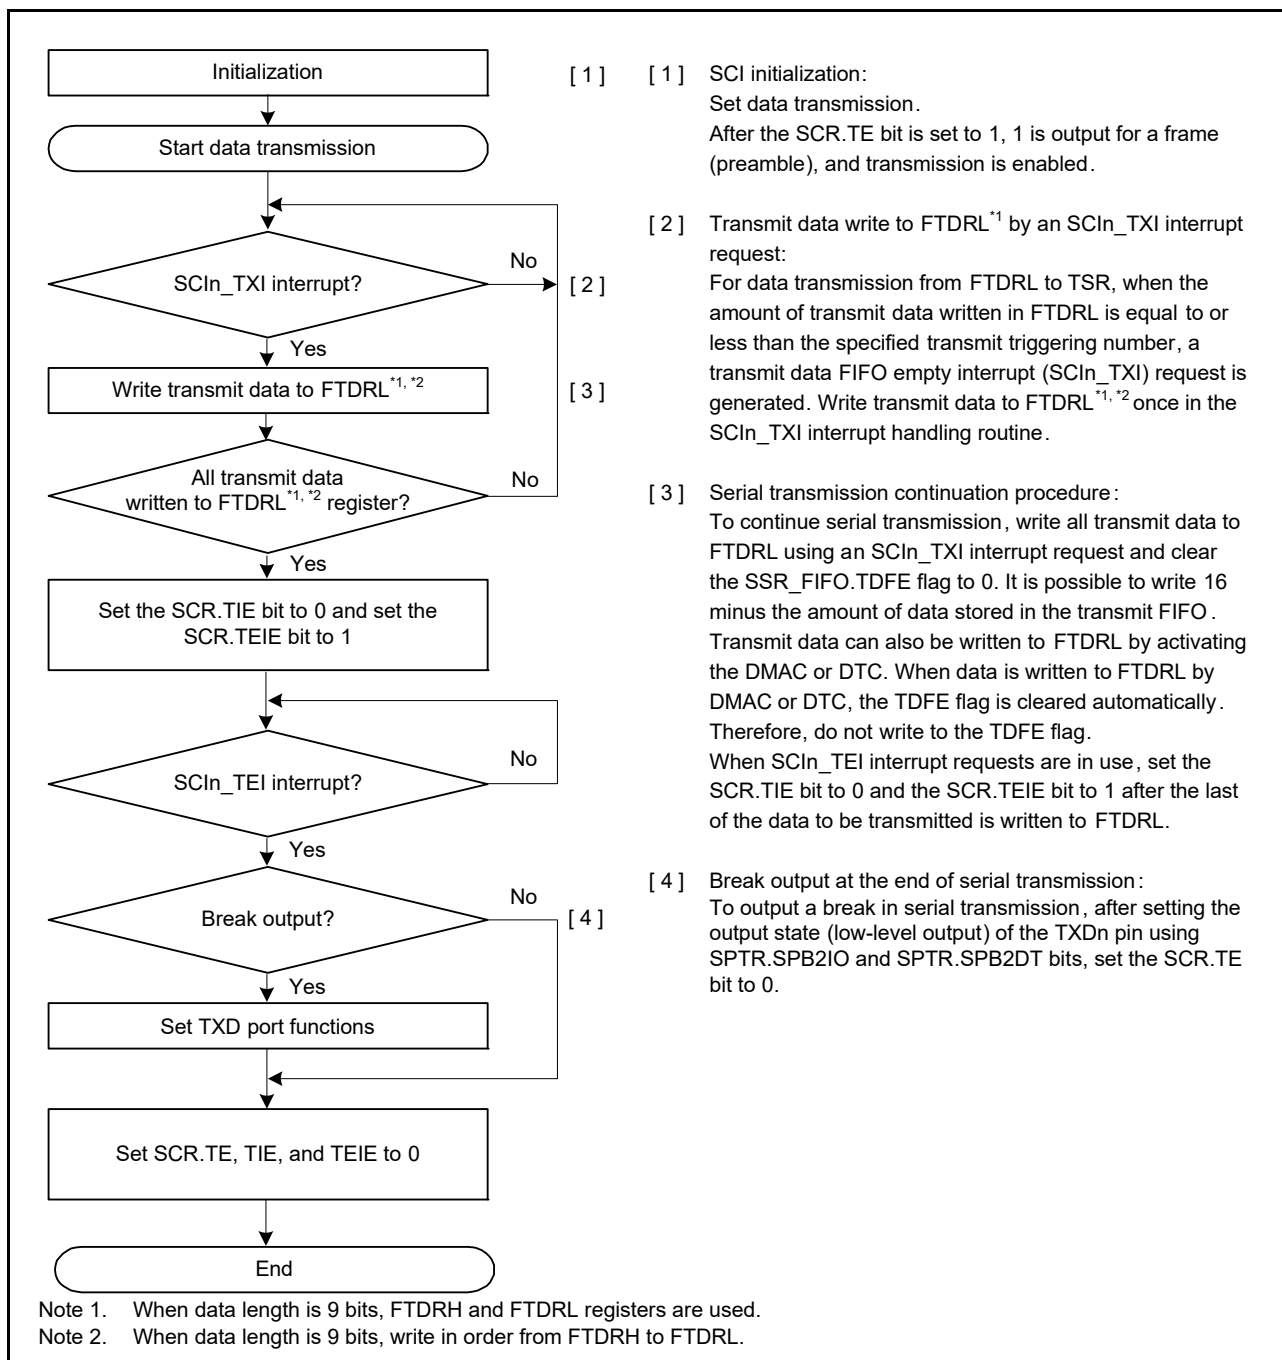 Initialization
[ 1 ]
Start data transmission
SCIn_TXI interrupt?
No
[ 2 ]
Yes
Write transmit data to FTDRL*1, *2
[ 3 ]
All transmit data
written to FTDRL*1, *2 register?
No
Yes
Set the SCR.TIE bit to 0 and set the
SCR.TEIE bit to 1
SCIn_TEI interrupt?
No
Yes
Break output?
No
[ 4 ]
Yes
Set TXD port functions
Set SCR.TE, TIE, and TEIE to 0
End
[ 1 ] SCI initialization:
Set data transmission.
After the SCR.TE bit is set to 1, 1 is output for a frame
(preamble), and transmission is enabled.
[ 2 ] Transmit data write to FTDRL*1 by an SCIn_TXI interrupt
request:
For data transmission from FTDRL to TSR, when the
amount of transmit data written in FTDRL is equal to or
less than the specified transmit triggering number, a
transmit data FIFO empty interrupt (SCIn_TXI) request is
generated. Write transmit data to FTDRL*1, *2 once in the
SCIn_TXI interrupt handling routine.
[ 3 ] Serial transmission continuation procedure:
To continue serial transmission, write all transmit data to
FTDRL using an SCIn_TXI interrupt request and clear
the SSR_FIFO.TDFE flag to 0. It is possible to write 16
minus the amount of data stored in the transmit FIFO.
Transmit data can also be written to FTDRL by activating
the DMAC or DTC. When data is written to FTDRL by
DMAC or DTC, the TDFE flag is cleared automatically.
Therefore, do not write to the TDFE flag.
When SCIn_TEI interrupt requests are in use, set the
SCR.TIE bit to 0 and the SCR.TEIE bit to 1 after the last
of the data to be transmitted is written to FTDRL.
[ 4 ] Break output at the end of serial transmission:
To output a break in serial transmission, after setting the
output state (low-level output) of the TXDn pin using
SPTR.SPB2IO and SPTR.SPB2DT bits, set the SCR.TE
bit to 0.
Note 1. When data length is 9 bits, FTDRH and FTDRL registers are used.
Note 2. When data length is 9 bits, write in order from FTDRH to FTDRL.